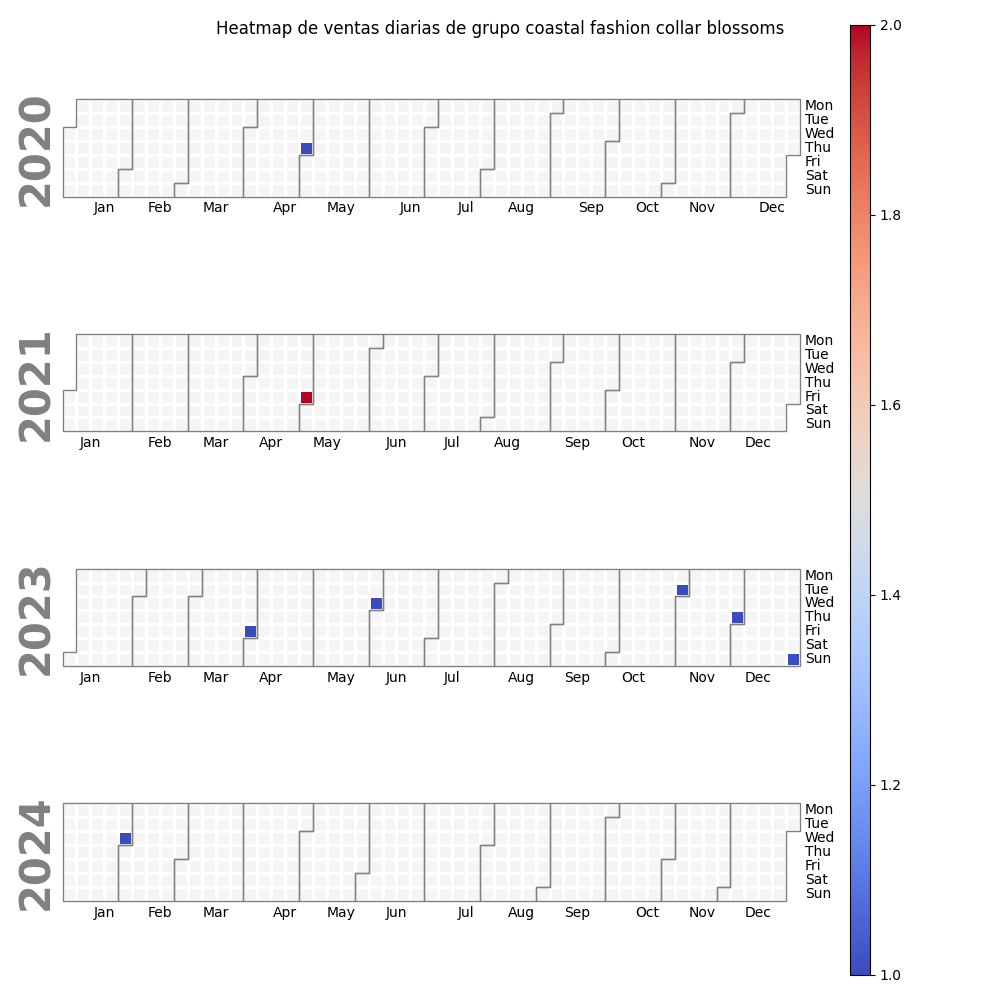 Heatmap de ventas diarias de grupo coastal fashion collar blossoms
2020
Mon
Tue
Wed
Thu
Fri
Sat
Sun
Jan Feb Mar Apr May Jun Jul Aug Sep Oct Nov Dec
2021
Mon
Tue
Wed
Thu
Fri
Sat
Sun
Jan Feb Mar Apr May Jun Jul Aug Sep Oct Nov Dec
2023
Mon
Tue
Wed
Thu
Fri
Sat
Sun
Jan Feb Mar Apr May Jun Jul Aug Sep Oct Nov Dec
2024
Mon
Tue
Wed
Thu
Fri
Sat
Sun
Jan Feb Mar Apr May Jun Jul Aug Sep Oct Nov Dec
2.0
1.8
1.6
1.4
1.2
1.0